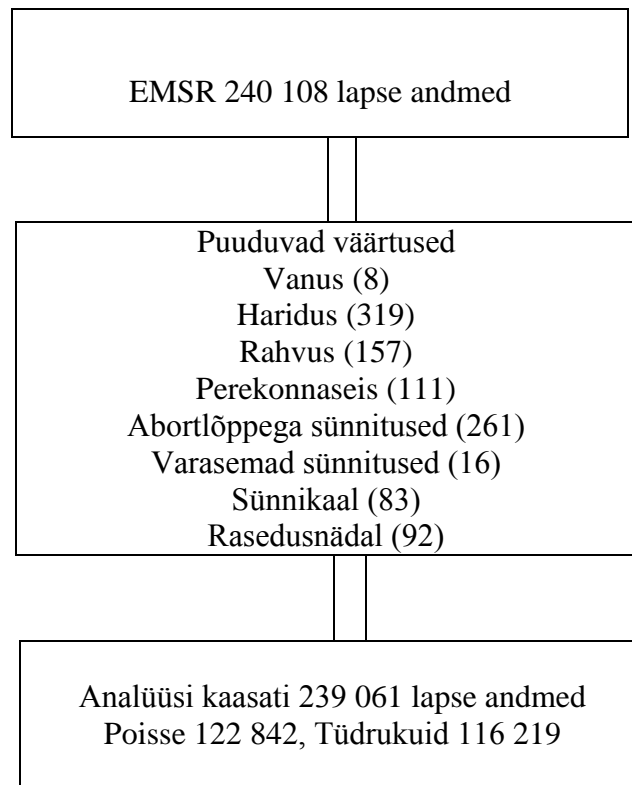 EMSR 240 108 lapse andmed
Puuduvad väärtused
Vanus (8)
Haridus (319)
Rahvus (157)
Perekonnaseis (111)
Abortlõppega sünnitused (261)
Varasemad sünnitused (16)
Sünnikaal (83)
Rasedusnädal (92)
Analüüsi kaasati 239 061 lapse andmed
Poisse 122 842, Tüdrukuid 116 219